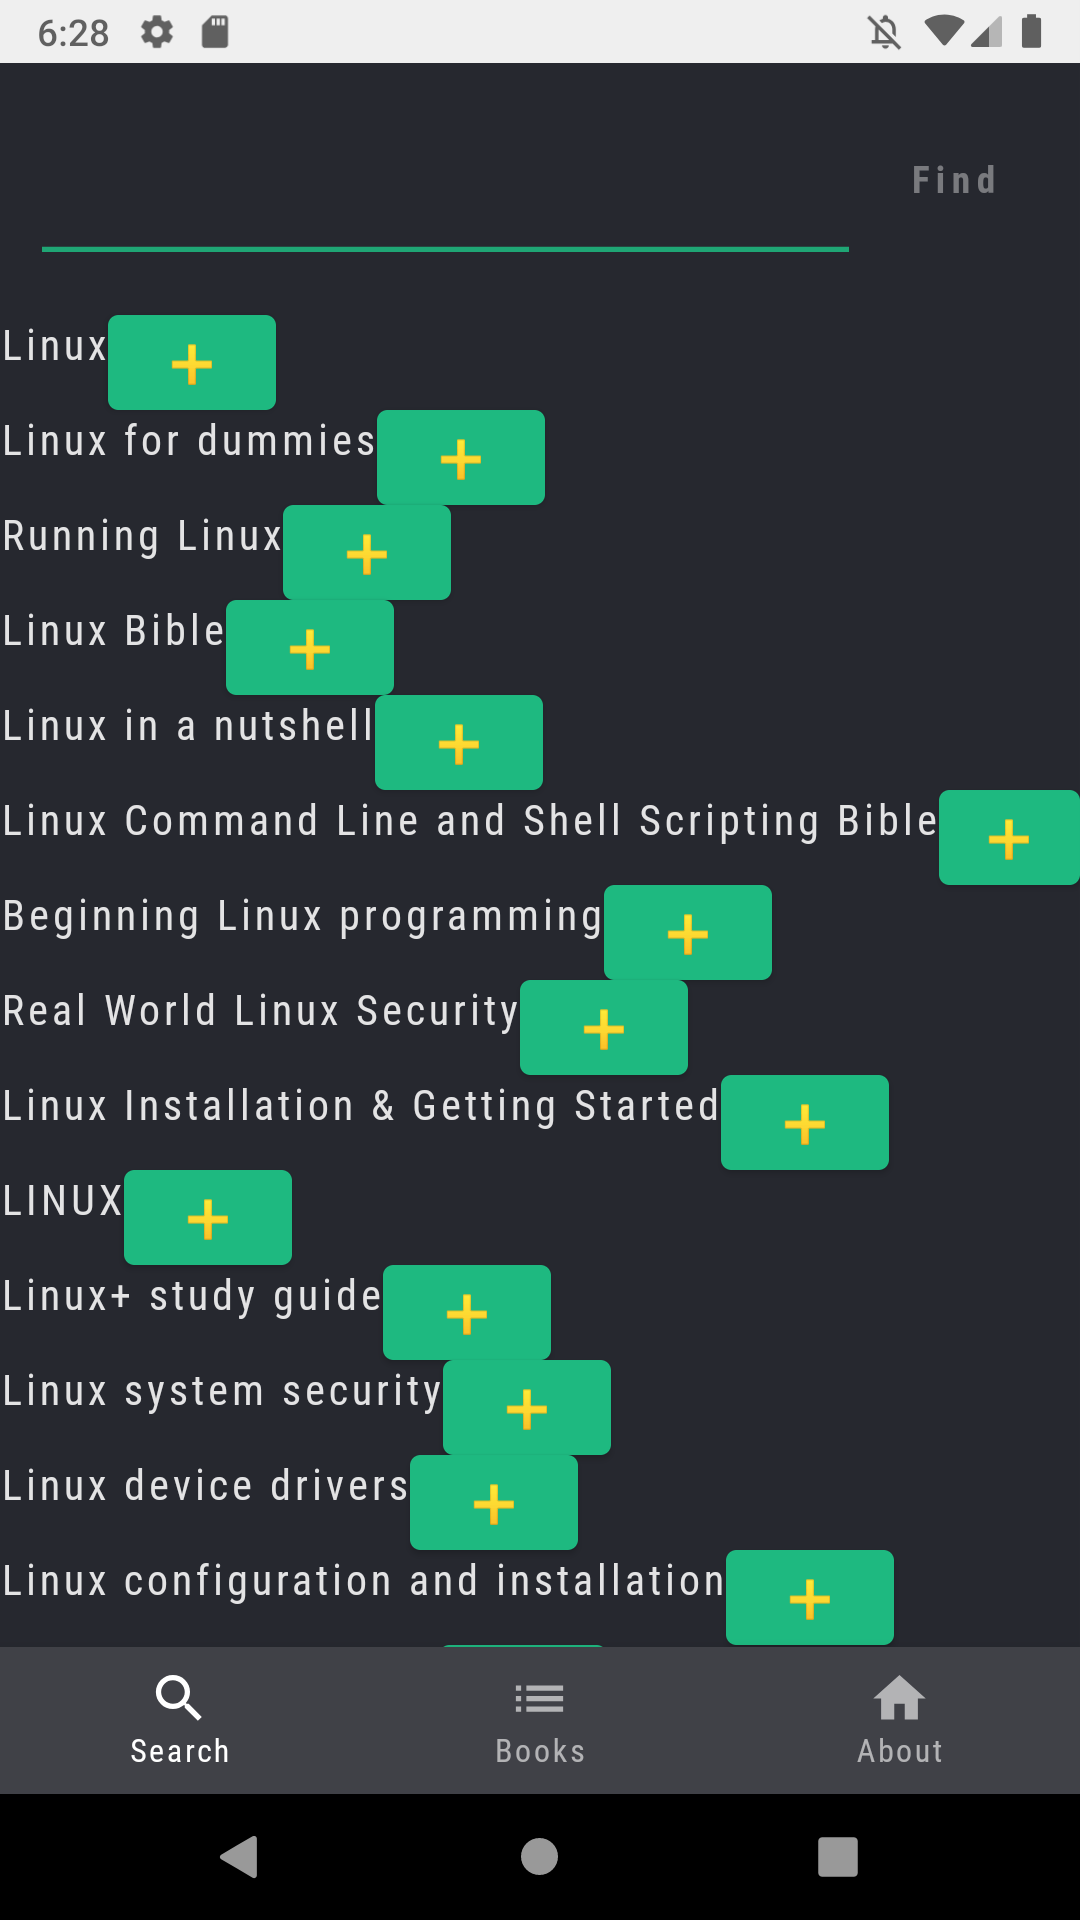 6:28
Find
Linux
Linux for dummies
Running Linux
Linux Bible
Linux in a nutshell
Linux Command Line and Shell Scripting Bible
Beginning Linux programming
Real World Linux Security
Linux Installation & Getting Started
LINUX
Linux+ study guide
Linux system security
Linux device drivers
Linux configuration and installation
Search Books About